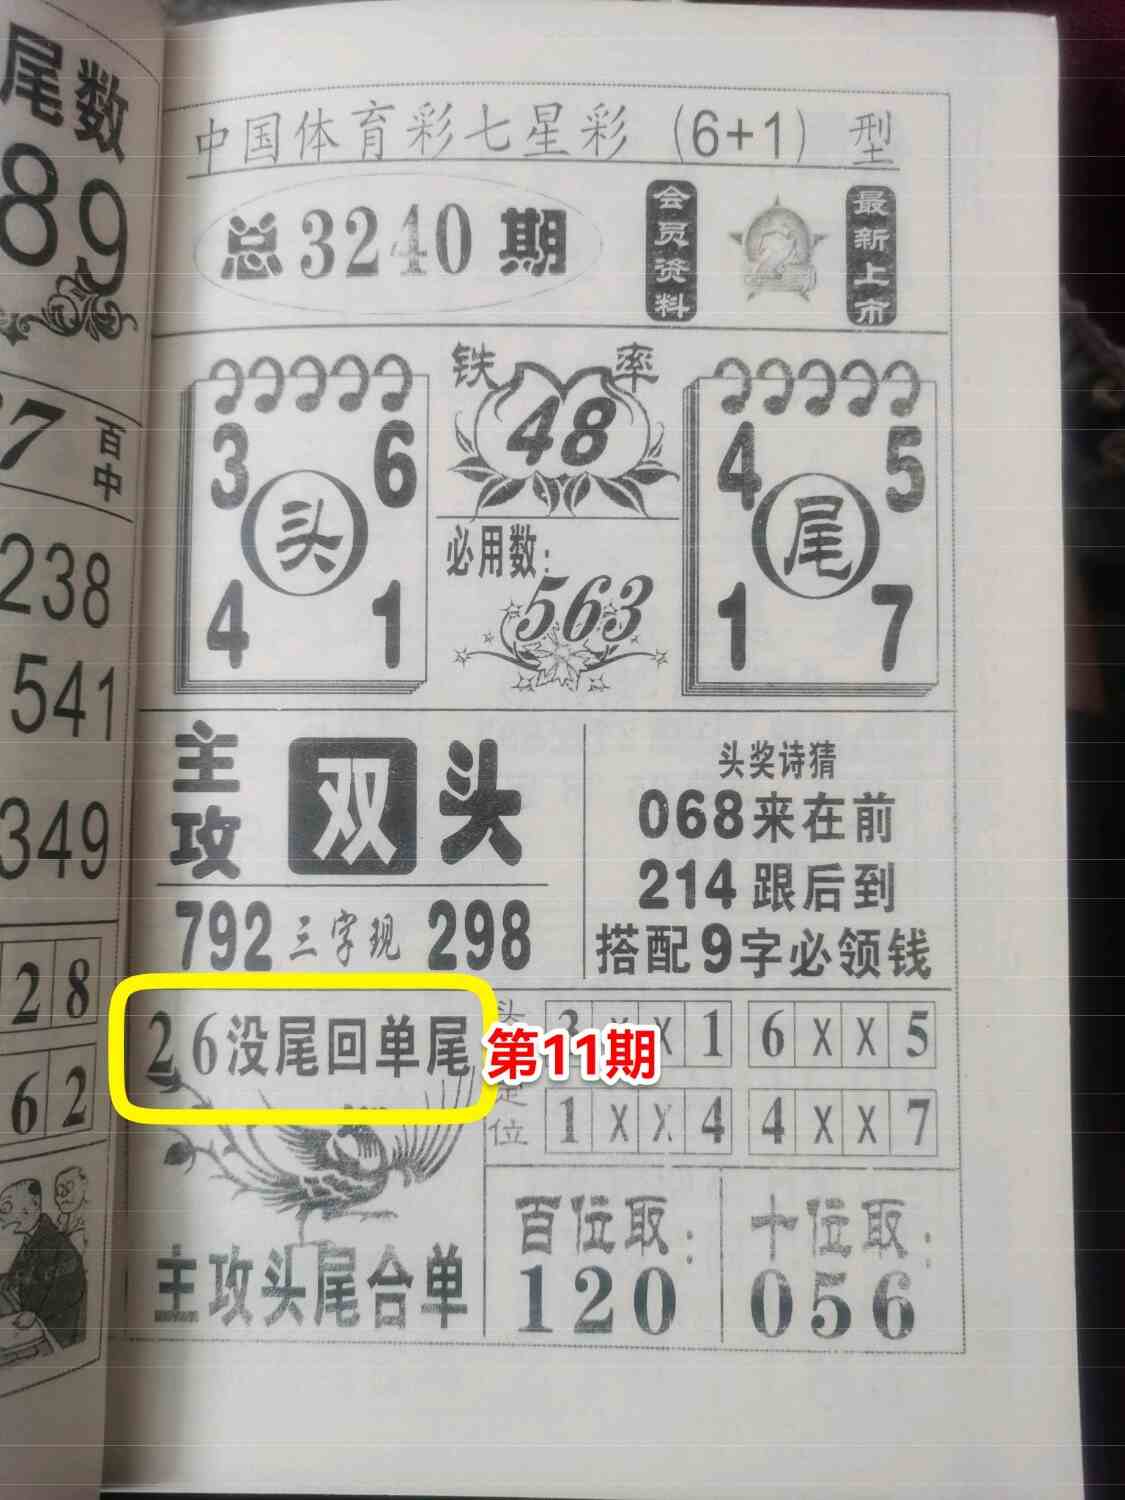 尾数
89
7 百中
238
541
349
28
62
中国体育彩七星彩（6+1）型
总3240期
会员资料
最新上市
3 6
头
4 1
铁率
48
必用数：
563
4 5
尾
1 7
主攻
双头
792 三字现 298
头奖诗猜
068来在前
214跟后到
搭配9字必领钱
26没尾回单尾
第11期
主攻头尾合单
头 定位
3 X X 1 6 X X 5
1 X X 4 4 X X 7
百位取：
120
十位取：
056